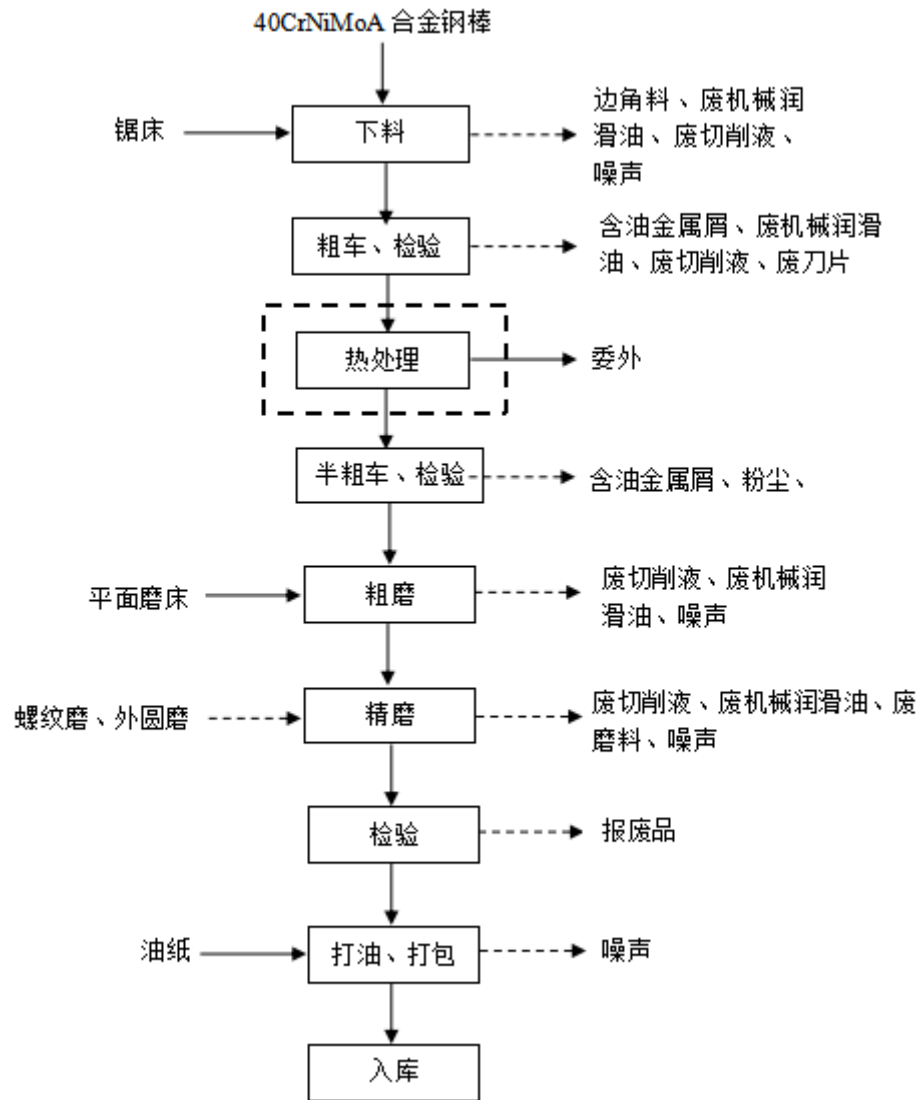 40CrNiMoA 合金钢棒
锯床
下料
边角料、废机械润
滑油、废切削液、
噪声
粗车、检验
含油金属屑、废机械润滑
油、废切削液、废刀片
热处理
委外
半粗车、检验
含油金属屑、粉尘、
平面磨床
粗磨
废切削液、废机械润
滑油、噪声
螺纹磨、外圆磨
精磨
废切削液、废机械润滑油、废
磨料、噪声
检验
报废品
油纸
打油、打包
噪声
入库